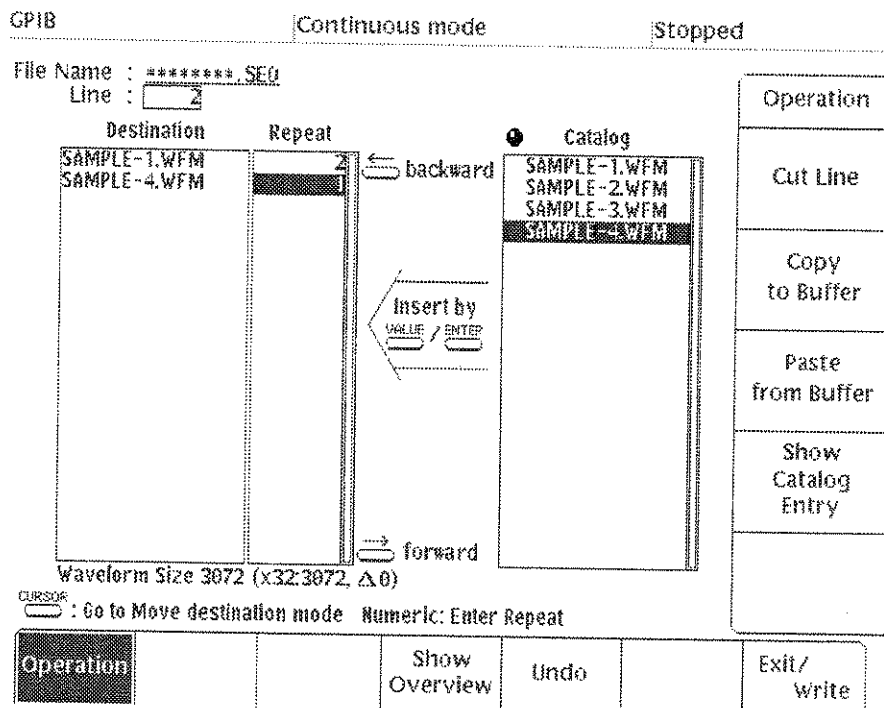 GPIB Continuous mode Stopped
File Name : ********.SEQ
Line : 2
Destination Repeat Catalog
SAMPLE-1.WFM 2
SAMPLE-4.WFM 1
← backward
SAMPLE-1.WFM
SAMPLE-2.WFM
SAMPLE-3.WFM
SAMPLE-4.WFM
Insert by
VALUE / ENTER
→ forward
Waveform Size 3072 (x32:3072, Δ0)
CURSOR : Go to Move destination mode Numeric: Enter Repeat
Operation
Cut Line
Copy
to Buffer
Paste
from Buffer
Show
Catalog
Entry
Operation
Show
Overview
Undo
Exit/
Write